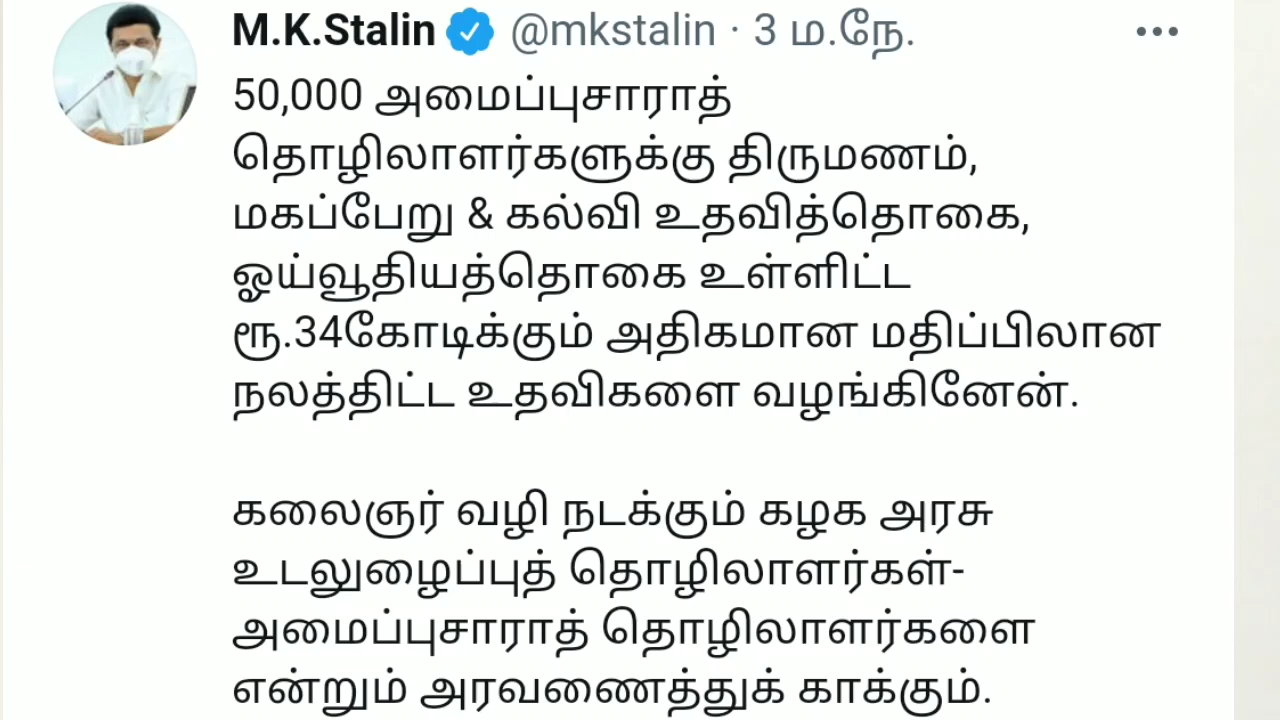 M.K.Stalin @mkstalin · 3 ம.நே.
50,000 அமைப்புசாராத்
தொழிலாளர்களுக்கு திருமணம்,
மகப்பேறு & கல்வி உதவித்தொகை,
ஓய்வூதியத்தொகை உள்ளிட்ட
ரூ.34கோடிக்கும் அதிகமான மதிப்பிலான
நலத்திட்ட உதவிகளை வழங்கினேன்.
கலைஞர் வழி நடக்கும் கழக அரசு
உடலுழைப்புத் தொழிலாளர்கள்-
அமைப்புசாராத் தொழிலாளர்களை
என்றும் அரவணைத்துக் காக்கும்.